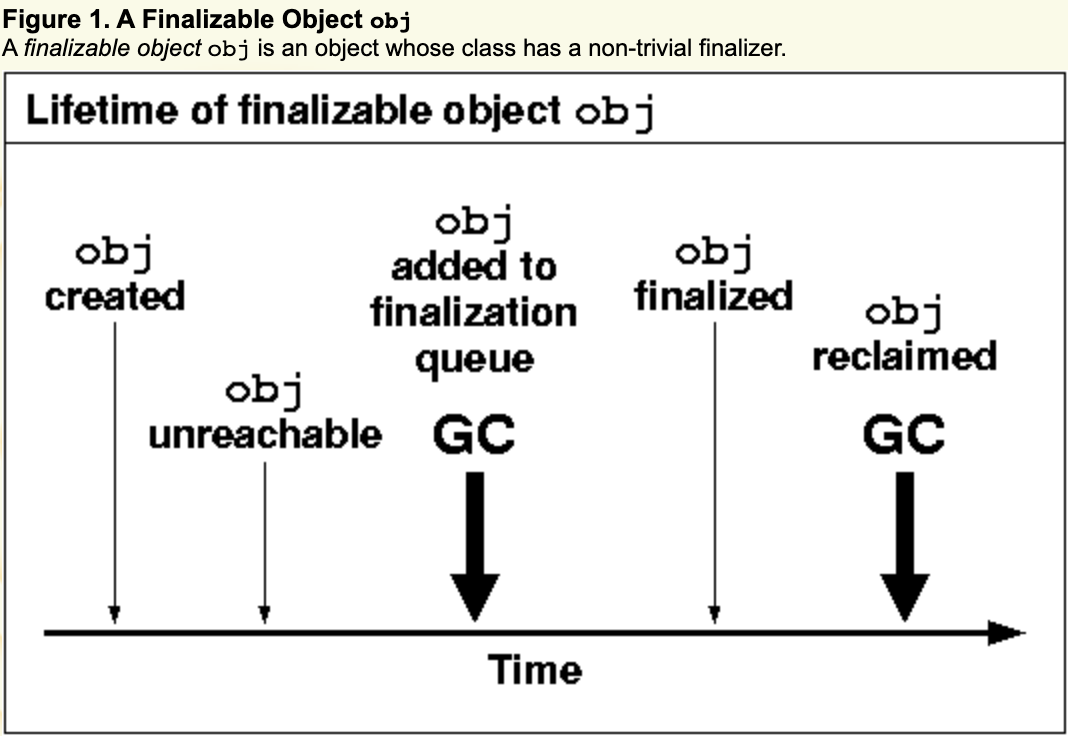 Figure 1. A Finalizable Object obj
A finalizable object obj is an object whose class has a non-trivial finalizer.
Lifetime of finalizable object obj
obj
created
obj
unreachable
obj
added to
finalization
queue
GC
obj
finalized
obj
reclaimed
GC
Time